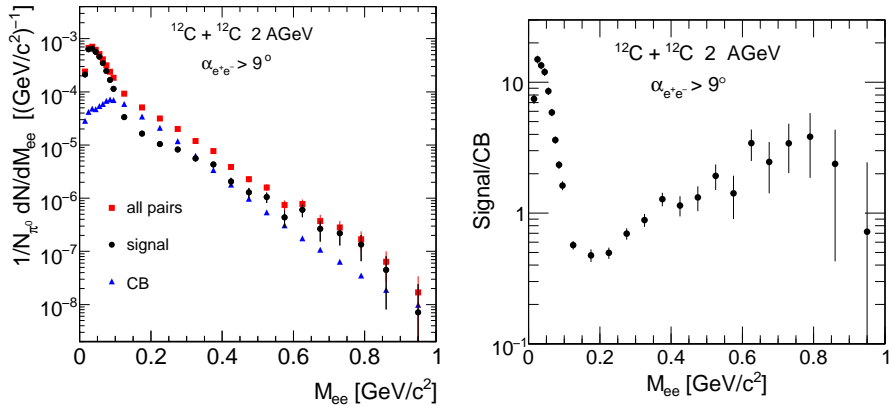 ¹²C + ¹²C 2 AGeV
α_{e⁺e⁻} > 9°
1/N_{π⁰} dN/dM_{ee} [(GeV/c²)⁻¹]
10⁻³
10⁻⁴
10⁻⁵
10⁻⁶
10⁻⁷
10⁻⁸
all pairs
signal
CB
0 0.2 0.4 0.6 0.8 1
M_{ee} [GeV/c²]
¹²C + ¹²C 2 AGeV
α_{e⁺e⁻} > 9°
Signal/CB
10
1
10⁻¹
0 0.2 0.4 0.6 0.8 1
M_{ee} [GeV/c²]